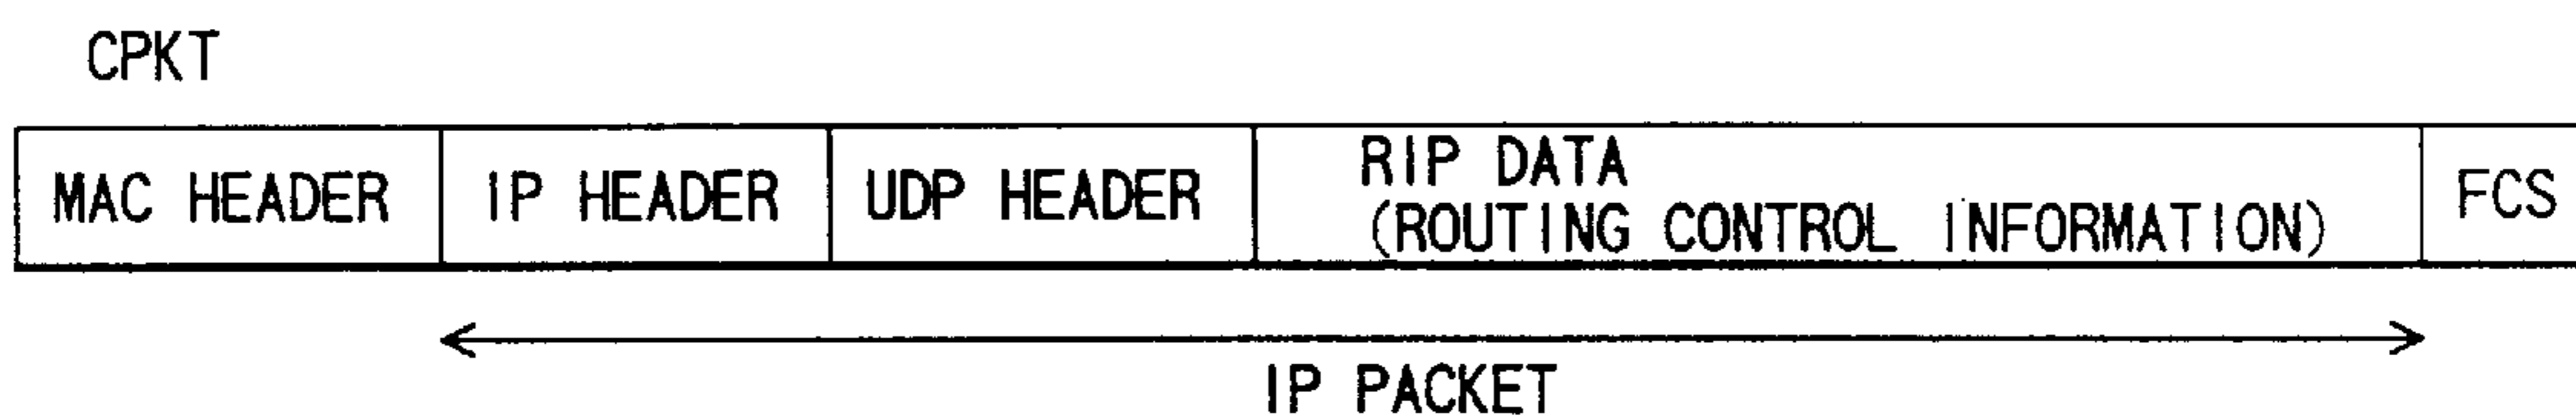 CPKT
MAC HEADER
IP HEADER
UDP HEADER
RIP DATA
(ROUTING CONTROL INFORMATION)
FCS
IP PACKET